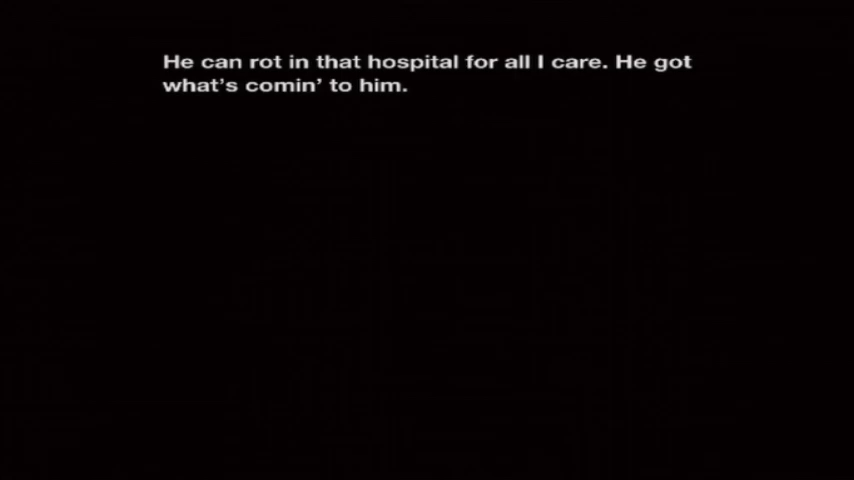 He can rot in that hospital for all I care. He got
what’s comin’ to him.